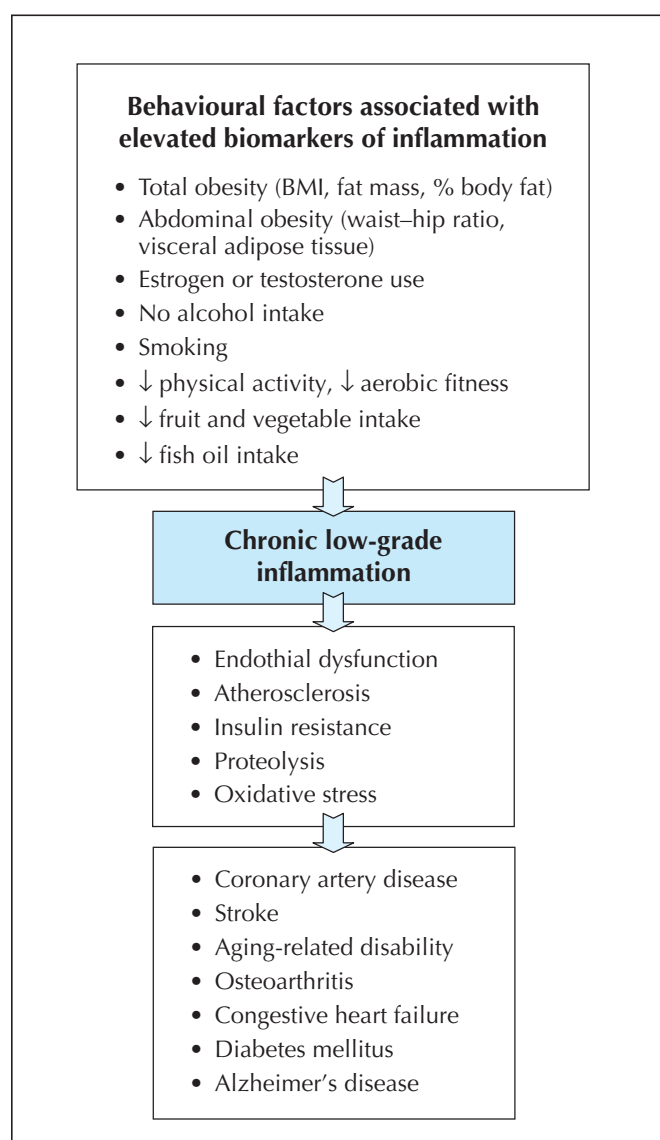 Behavioural factors associated with
elevated biomarkers of inflammation
• Total obesity (BMI, fat mass, % body fat)
• Abdominal obesity (waist–hip ratio,
visceral adipose tissue)
• Estrogen or testosterone use
• No alcohol intake
• Smoking
• ↓ physical activity, ↓ aerobic fitness
• ↓ fruit and vegetable intake
• ↓ fish oil intake
Chronic low-grade
inflammation
• Endothial dysfunction
• Atherosclerosis
• Insulin resistance
• Proteolysis
• Oxidative stress
• Coronary artery disease
• Stroke
• Aging-related disability
• Osteoarthritis
• Congestive heart failure
• Diabetes mellitus
• Alzheimer’s disease